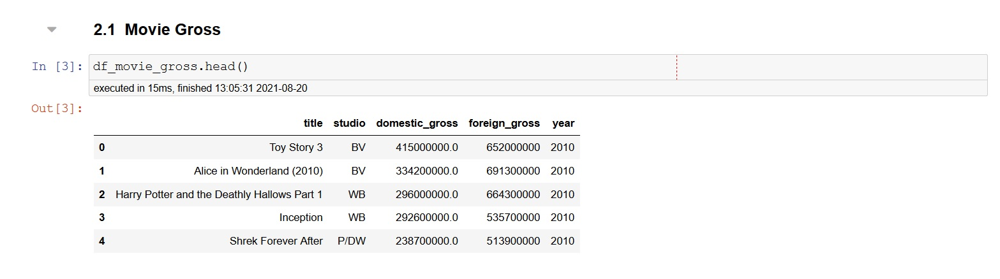 2.1 Movie Gross
In [3]: df_movie_gross.head()
executed in 15ms, finished 13:05:31 2021-08-20
Out[3]:
title studio domestic_gross foreign_gross year
0 Toy Story 3 BV 415000000.0 652000000 2010
1 Alice in Wonderland (2010) BV 334200000.0 691300000 2010
2 Harry Potter and the Deathly Hallows Part 1 WB 296000000.0 664300000 2010
3 Inception WB 292600000.0 535700000 2010
4 Shrek Forever After P/DW 238700000.0 513900000 2010